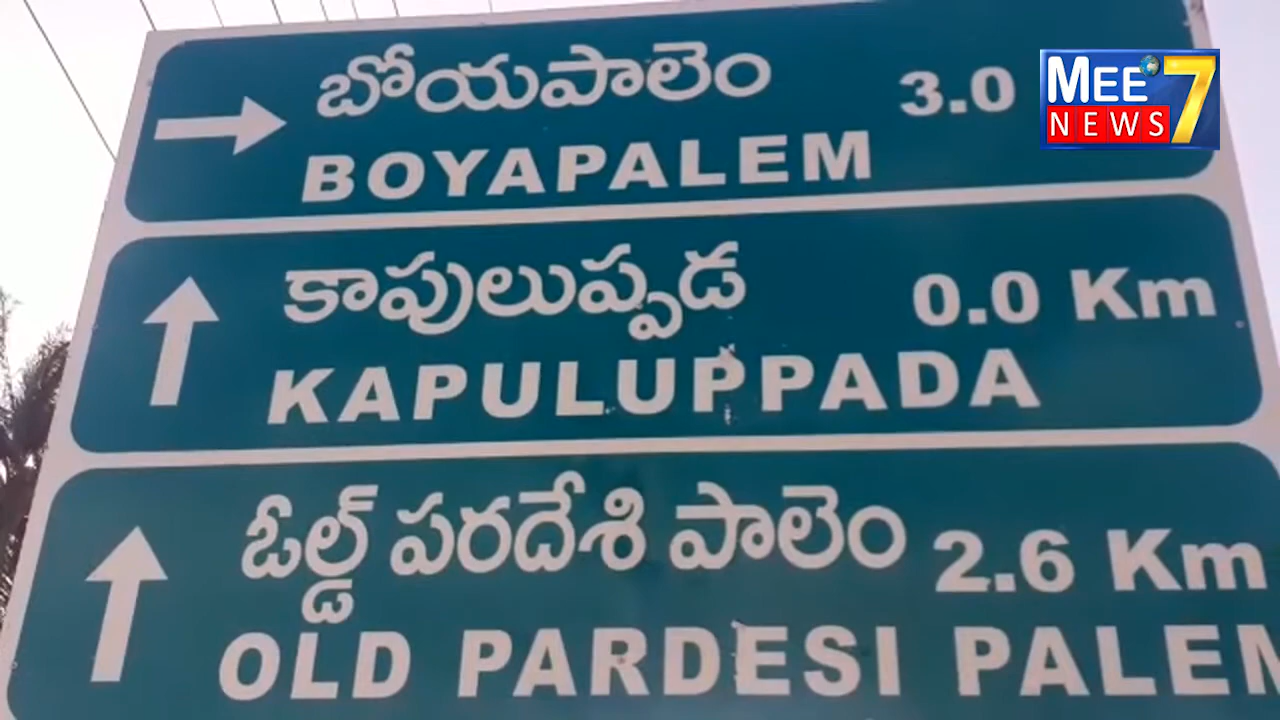 బోయపాలెం 3.0
BOYAPALEM
MEE 7
NEWS
కాపులుప్పడ 0.0 Km
KAPULUPPADA
ఓల్డ్ పరదేశి పాలెం 2.6 Km
OLD PARDESI PALEM